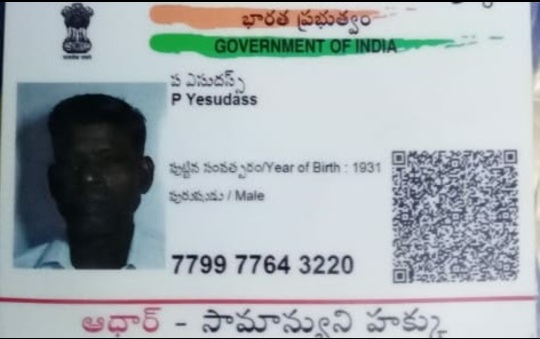 భారత ప్రభుత్వం
GOVERNMENT OF INDIA
ప ఏసుదస్స్
P Yesudass
పుట్టిన సంవత్సరం/Year of Birth : 1931
పురుషుడు / Male
7799 7764 3220
ఆధార్ - సామాన్యుని హక్కు